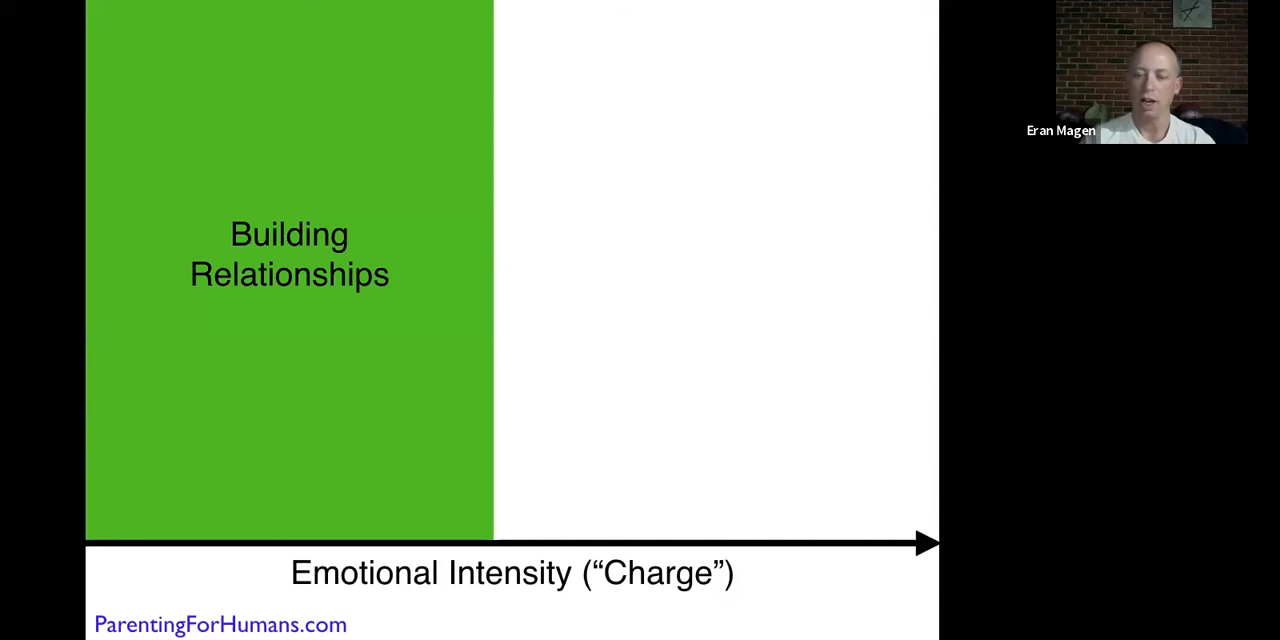 Building
Relationships
Eran Magen
Emotional Intensity (“Charge”)
ParentingForHumans.com